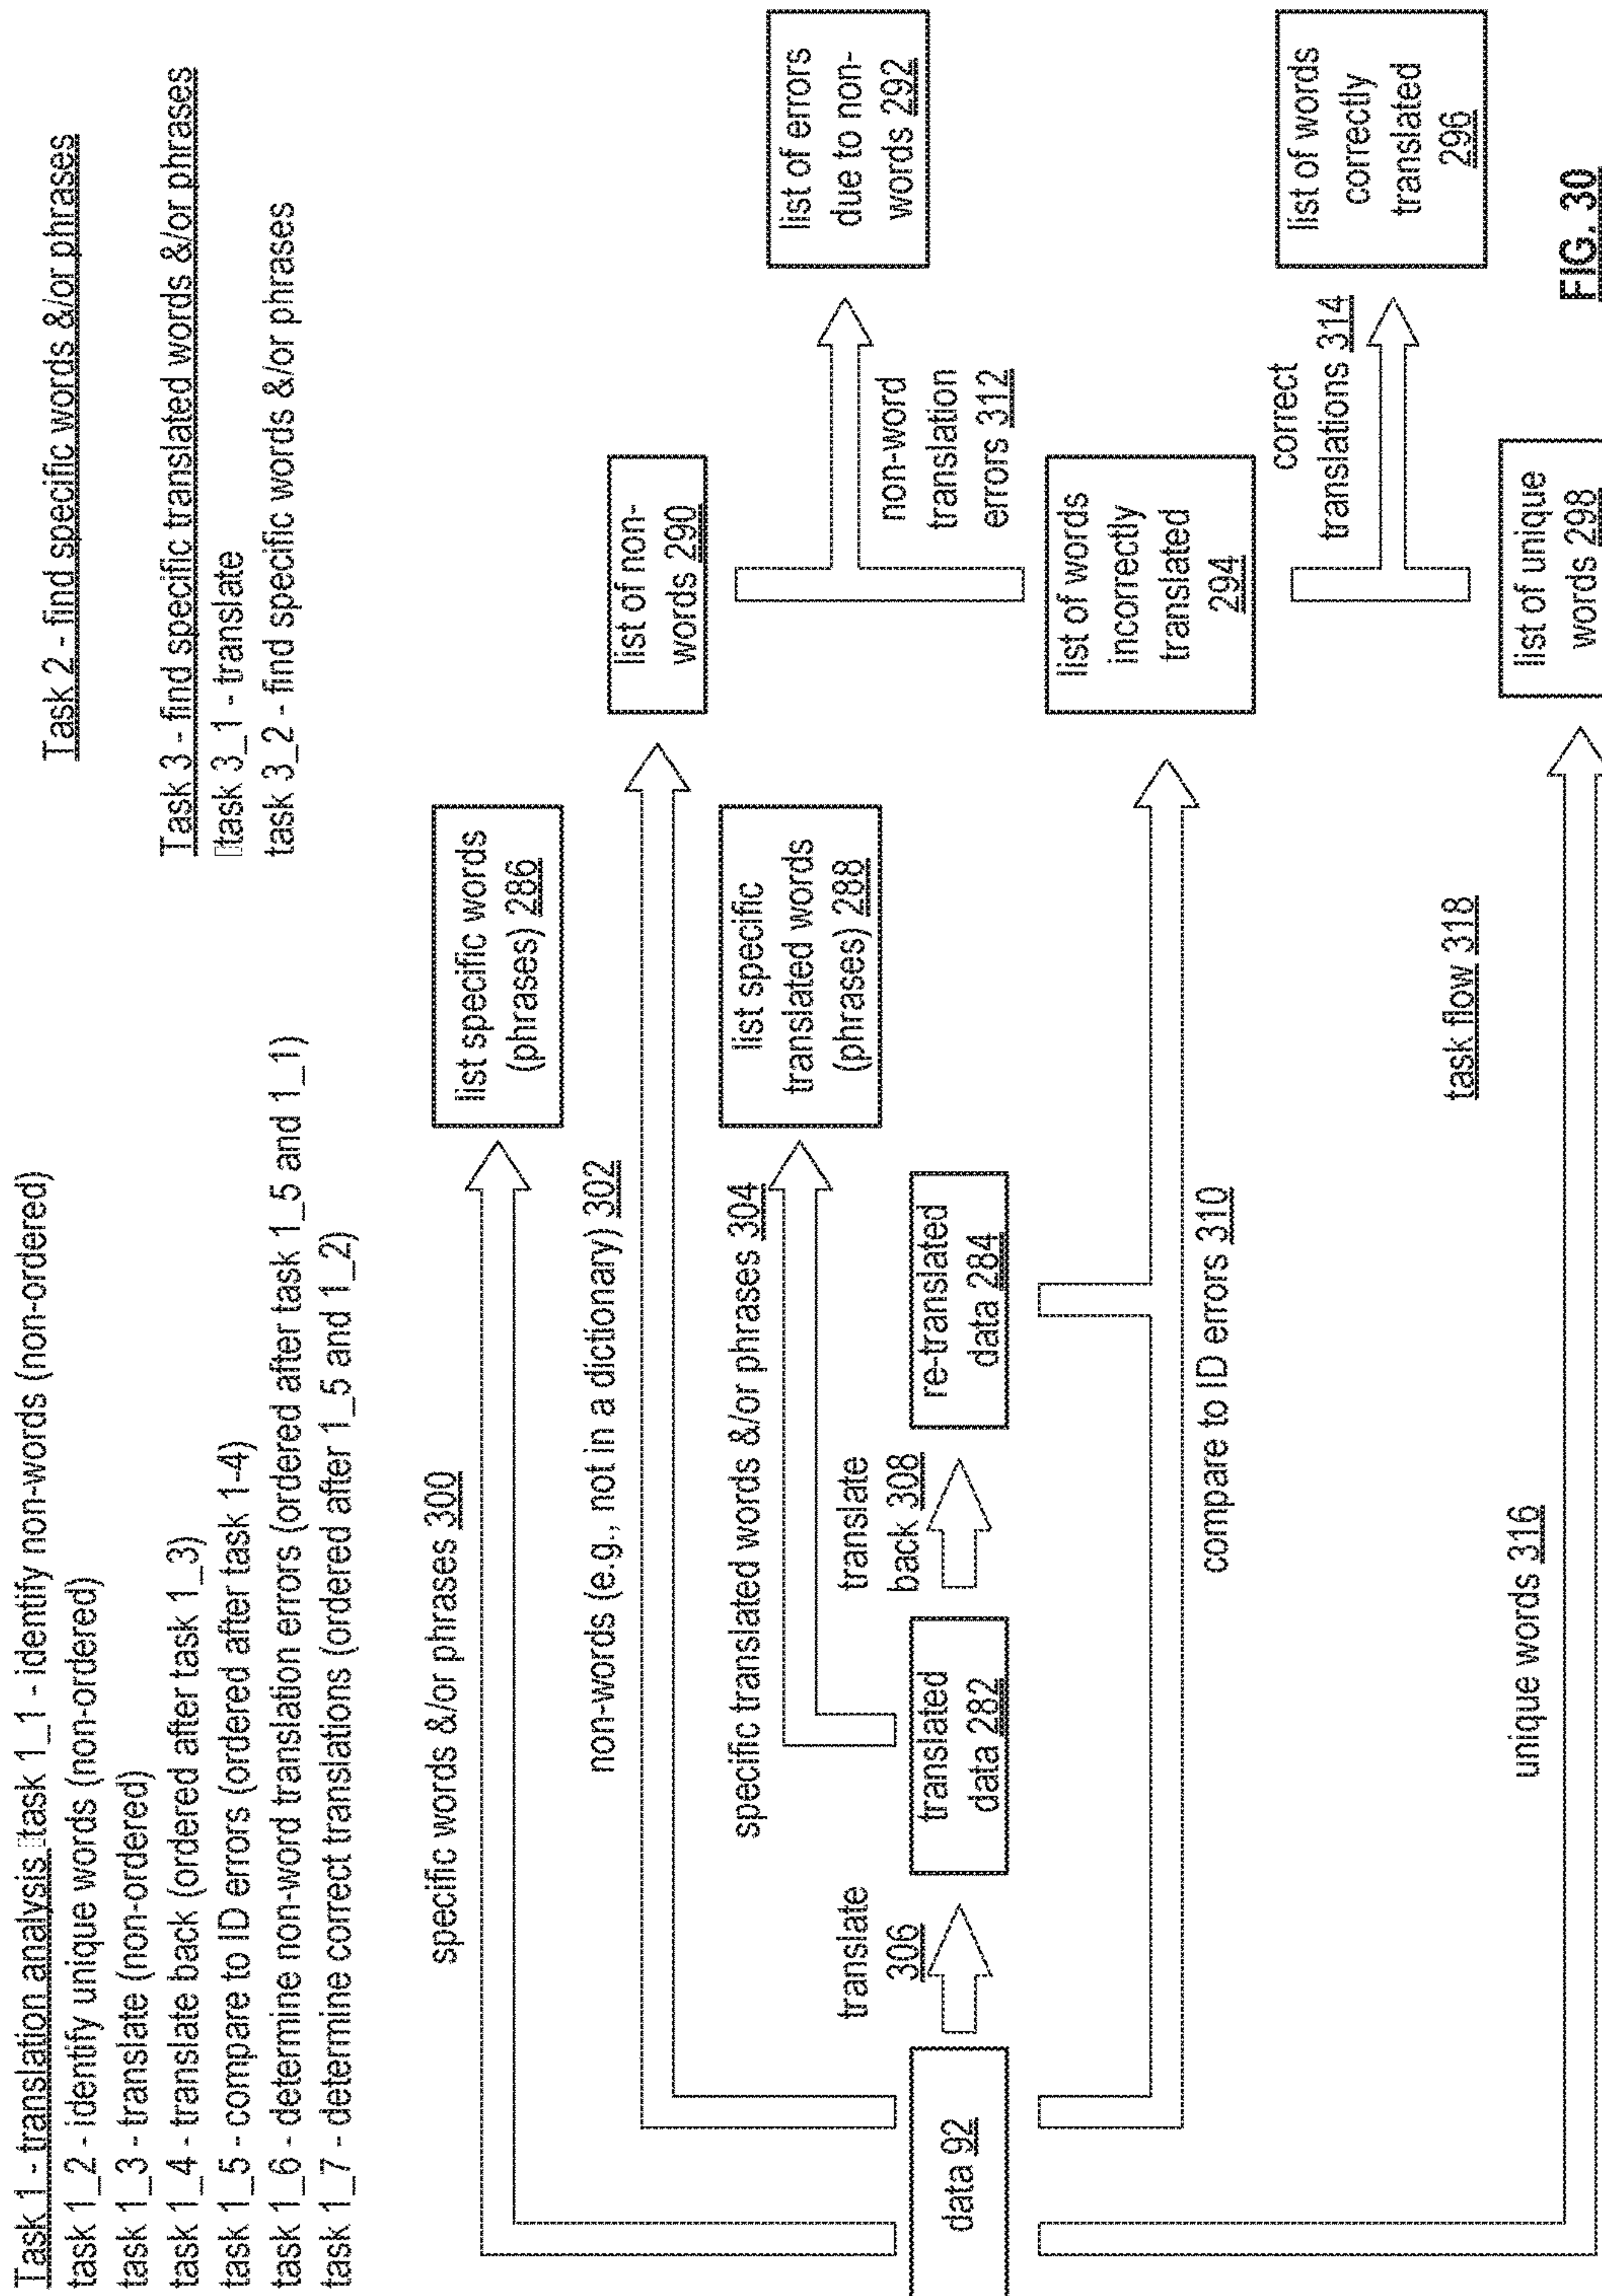 Task 1 - translation analysis task 1_1 - identify non-words (non-ordered)
task 1_2 - identify unique words (non-ordered)
task 1_3 - translate (non-ordered)
task 1_4 - translate back (ordered after task 1_3)
task 1_5 - compare to ID errors (ordered after task 1-4)
task 1_6 - determine non-word translation errors (ordered after task 1_5 and 1_1)
task 1_7 - determine correct translations (ordered after 1_5 and 1_2)
Task 2 - find specific words &/or phrases
Task 3 - find specific translated words &/or phrases
task 3_1 - translate
task 3_2 - find specific words &/or phrases
specific words &/or phrases 300
list specific words
(phrases) 286
non-words (e.g., not in a dictionary) 302
list of non-
words 290
specific translated words &/or phrases 304
list specific
translated words
(phrases) 288
list of errors
due to non-
words 292
data 92
translate
306
translated
data 282
translate
back 308
re-translated
data 284
non-word
translation
errors 312
compare to ID errors 310
list of words
incorrectly
translated
294
correct
translations 314
list of words
correctly
translated
296
task flow 318
unique words 316
list of unique
words 298
FIG. 30